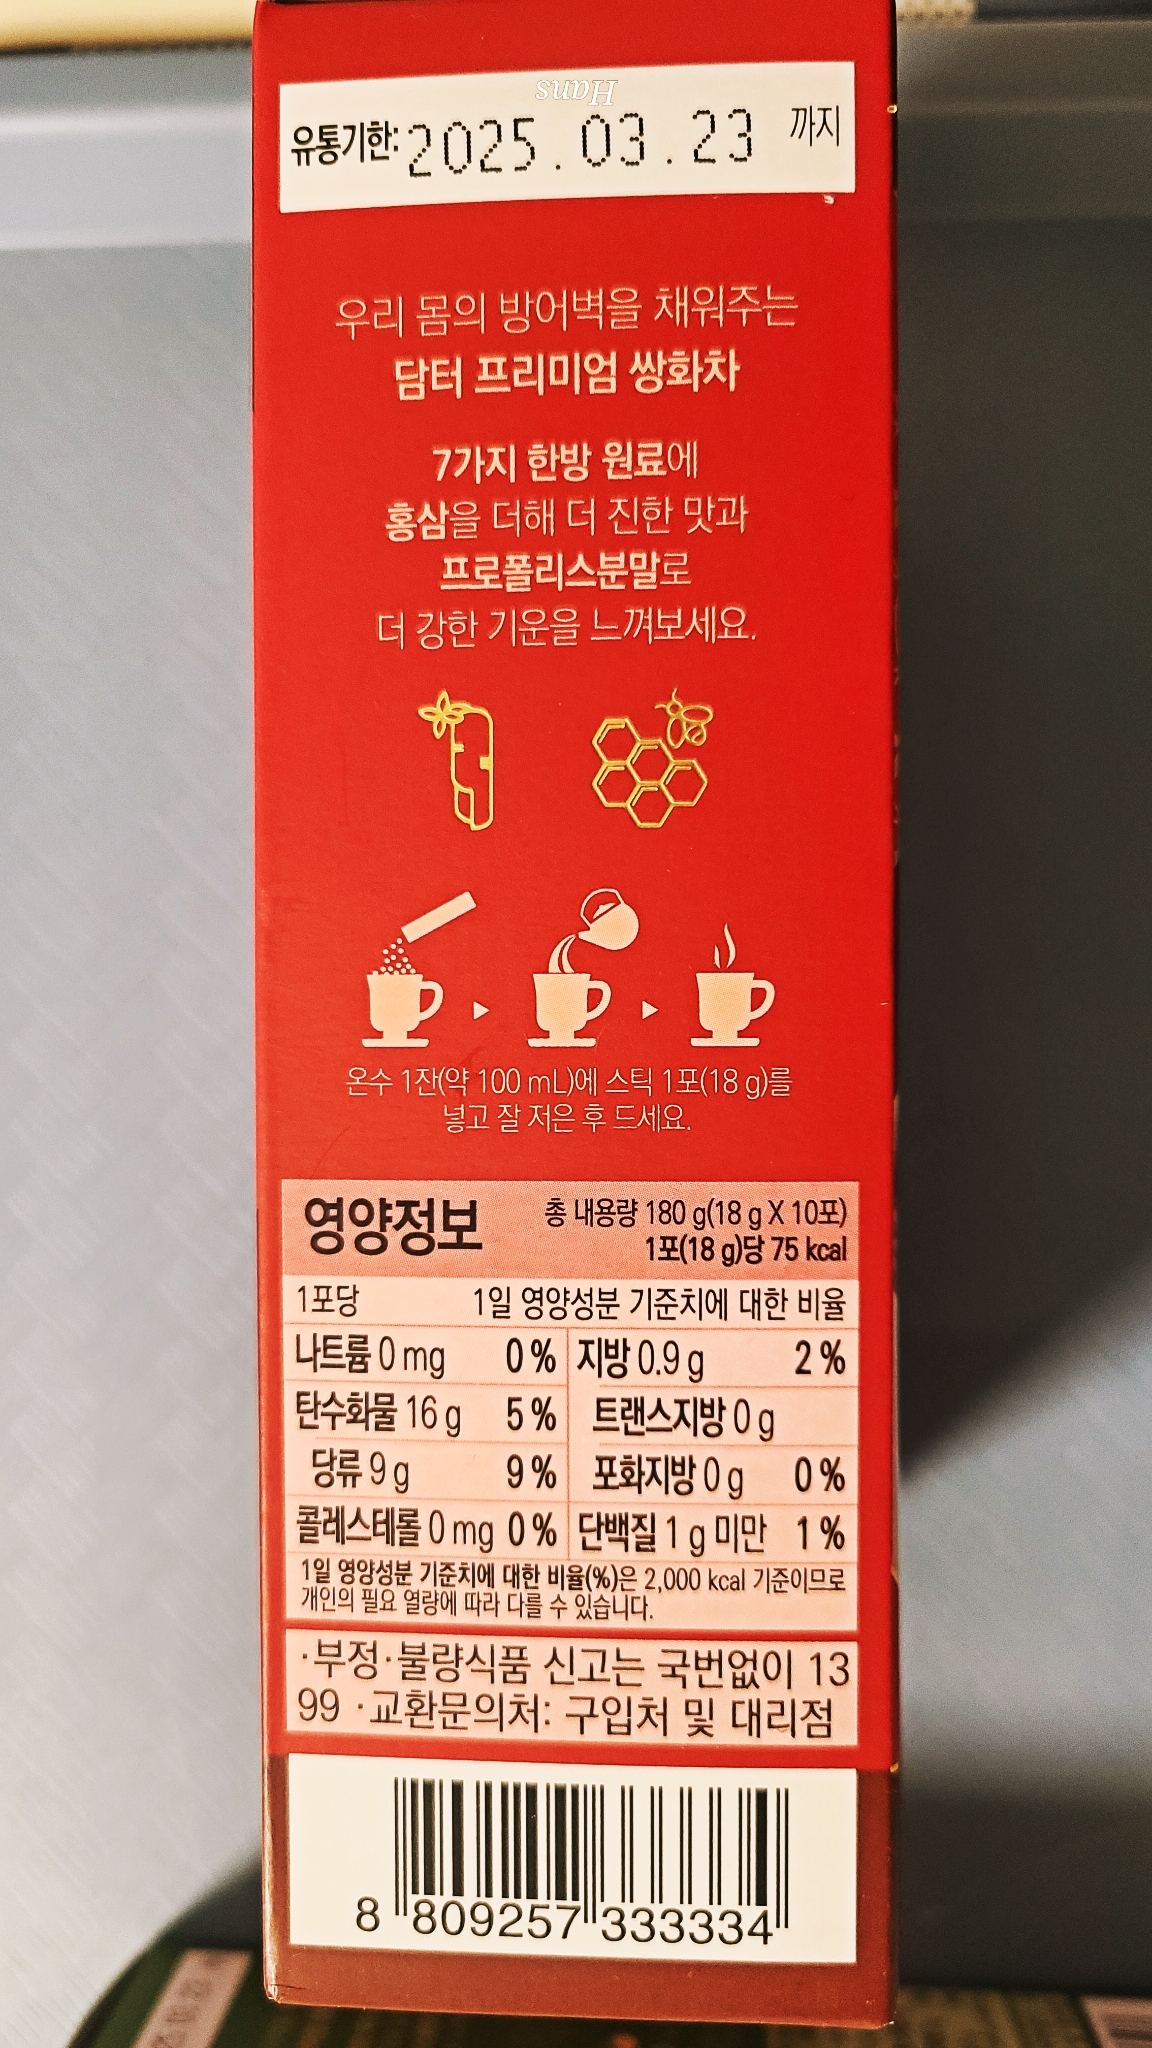 Hans
유통기한: 2025.03.23 까지
우리 몸의 방어벽을 채워주는
담터 프리미엄 쌍화차
7가지 한방 원료에
홍삼을 더해 더 진한 맛과
프로폴리스분말로
더 강한 기운을 느껴보세요.
온수 1잔(약 100 mL)에 스틱 1포(18 g)를
넣고 잘 저은 후 드세요.
영양정보 총 내용량 180 g(18 g X 10포)
1포(18 g)당 75 kcal
1포당 1일 영양성분 기준치에 대한 비율
나트륨 0 mg 0 % 지방 0.9 g 2 %
탄수화물 16 g 5 % 트랜스지방 0 g
당류 9 g 9 % 포화지방 0 g 0 %
콜레스테롤 0 mg 0 % 단백질 1 g 미만 1 %
1일 영양성분 기준치에 대한 비율(%)은 2,000 kcal 기준이므로
개인의 필요 열량에 따라 다를 수 있습니다.
·부정·불량식품 신고는 국번없이 13
99 ·교환문의처: 구입처 및 대리점
8 809257 333334